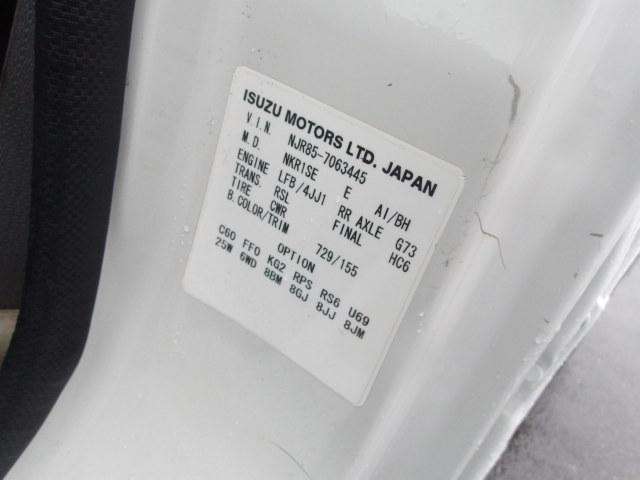 ISUZU MOTORS LTD. JAPAN
V I.N. NJR85-7063445
M.D. NKR1SE E A1/BH
ENGINE LFB/4JJ1 RR AXLE G73
TRANS. RSL FINAL HC6
TIRE CWR
B.COLOR/TRIM 729/155
OPTION
C60 FF0 KG2 RPS RS6 U69
25W 6WD 8BM 8GJ 8JJ 8JM